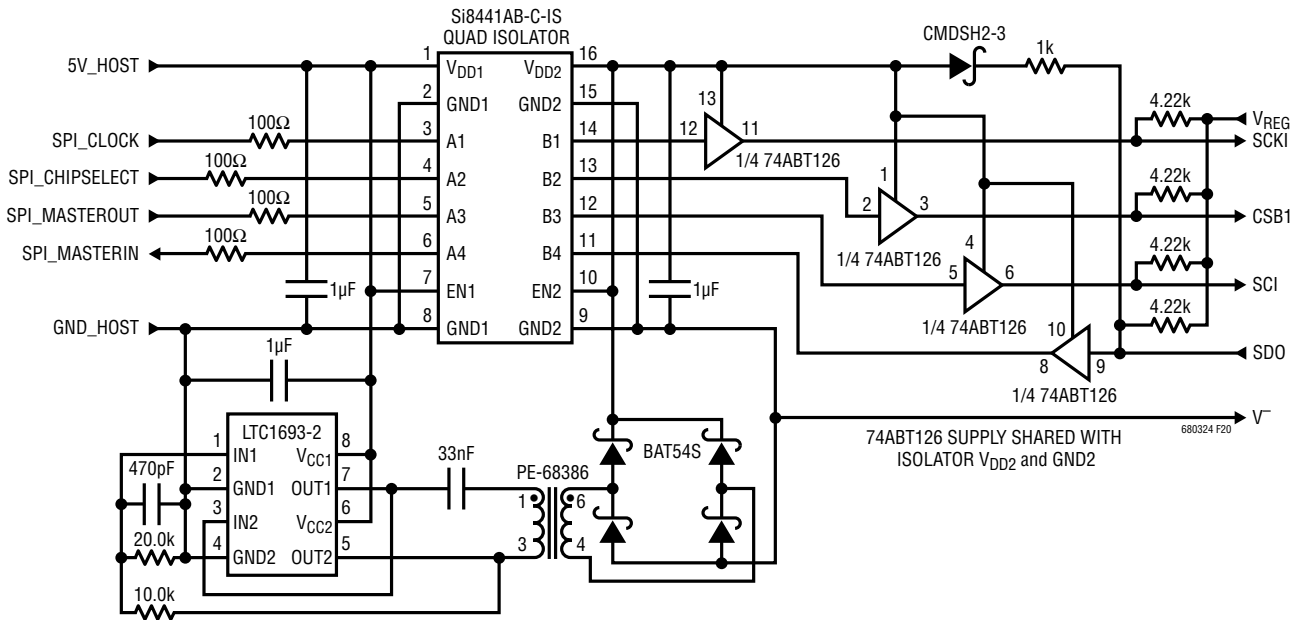 Si8441AB-C-IS
QUAD ISOLATOR
CMDSH2-3
1k
5V_HOST
1
VDD1
VDD2
16
2
GND1
GND2
15
13
4.22k
VREG
SPI_CLOCK
100Ω
3
A1
B1
14
12
11
SCKI
1/4 74ABT126
SPI_CHIPSELECT
100Ω
4
A2
B2
13
1
4.22k
SPI_MASTEROUT
100Ω
5
A3
B3
12
2
3
CSB1
1/4 74ABT126
SPI_MASTERIN
100Ω
6
A4
B4
11
4
4.22k
1µF
7
EN1
EN2
10
1µF
5
6
SCI
1/4 74ABT126
4.22k
GND_HOST
8
GND1
GND2
9
10
8
9
SDO
1/4 74ABT126
1µF
LTC1693-2
1
IN1
VCC1
8
470pF
2
GND1
OUT1
7
3
IN2
VCC2
6
20.0k
4
GND2
OUT2
5
10.0k
33nF
PE-68386
1
6
3
4
BAT54S
74ABT126 SUPPLY SHARED WITH
ISOLATOR VDD2 and GND2
V–
680324 F20